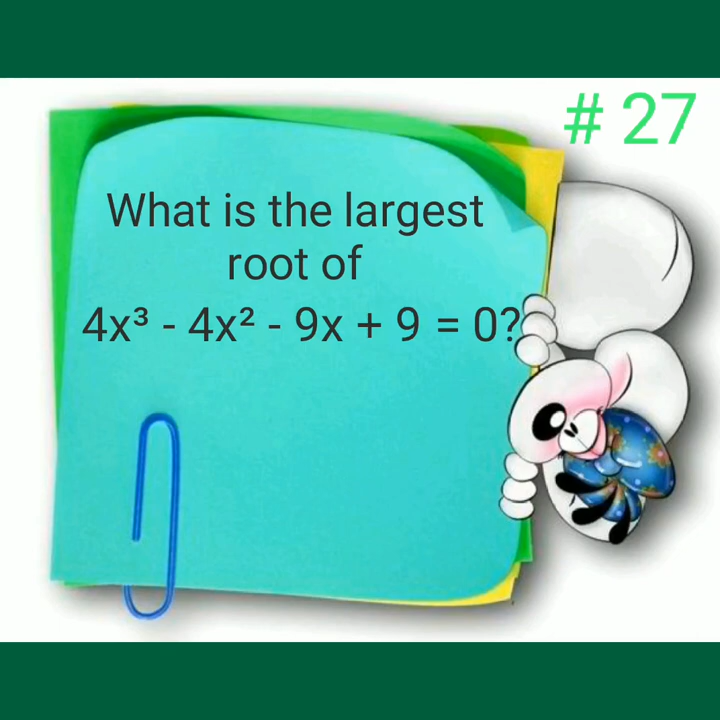 # 27
What is the largest
root of
4x³ - 4x² - 9x + 9 = 0?